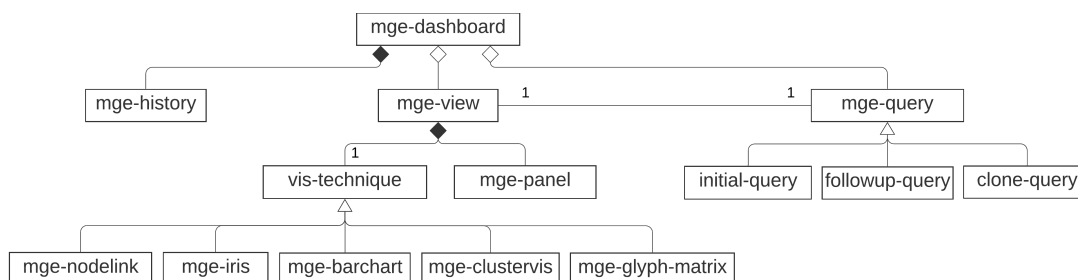 mge-dashboard
mge-history
mge-view
1
1
mge-query
1
vis-technique
mge-panel
initial-query
followup-query
clone-query
mge-nodelink
mge-iris
mge-barchart
mge-clustervis
mge-glyph-matrix